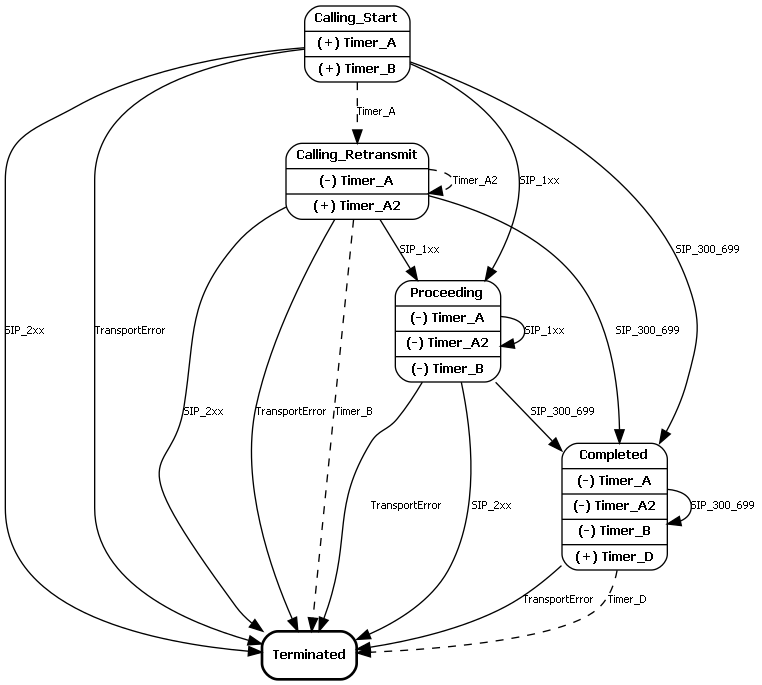 Calling_Start
(+) Timer_A
(+) Timer_B
Timer_A
Calling_Retransmit
(-) Timer_A
(+) Timer_A2
Timer_A2
SIP_1xx
SIP_300_699
SIP_1xx
Proceeding
(-) Timer_A
(-) Timer_A2
(-) Timer_B
SIP_1xx
SIP_300_699
SIP_2xx
TransportError
SIP_2xx
TransportError
Timer_B
SIP_300_699
Completed
(-) Timer_A
(-) Timer_A2
(-) Timer_B
(+) Timer_D
SIP_300_699
TransportError
SIP_2xx
TransportError
Timer_D
Terminated